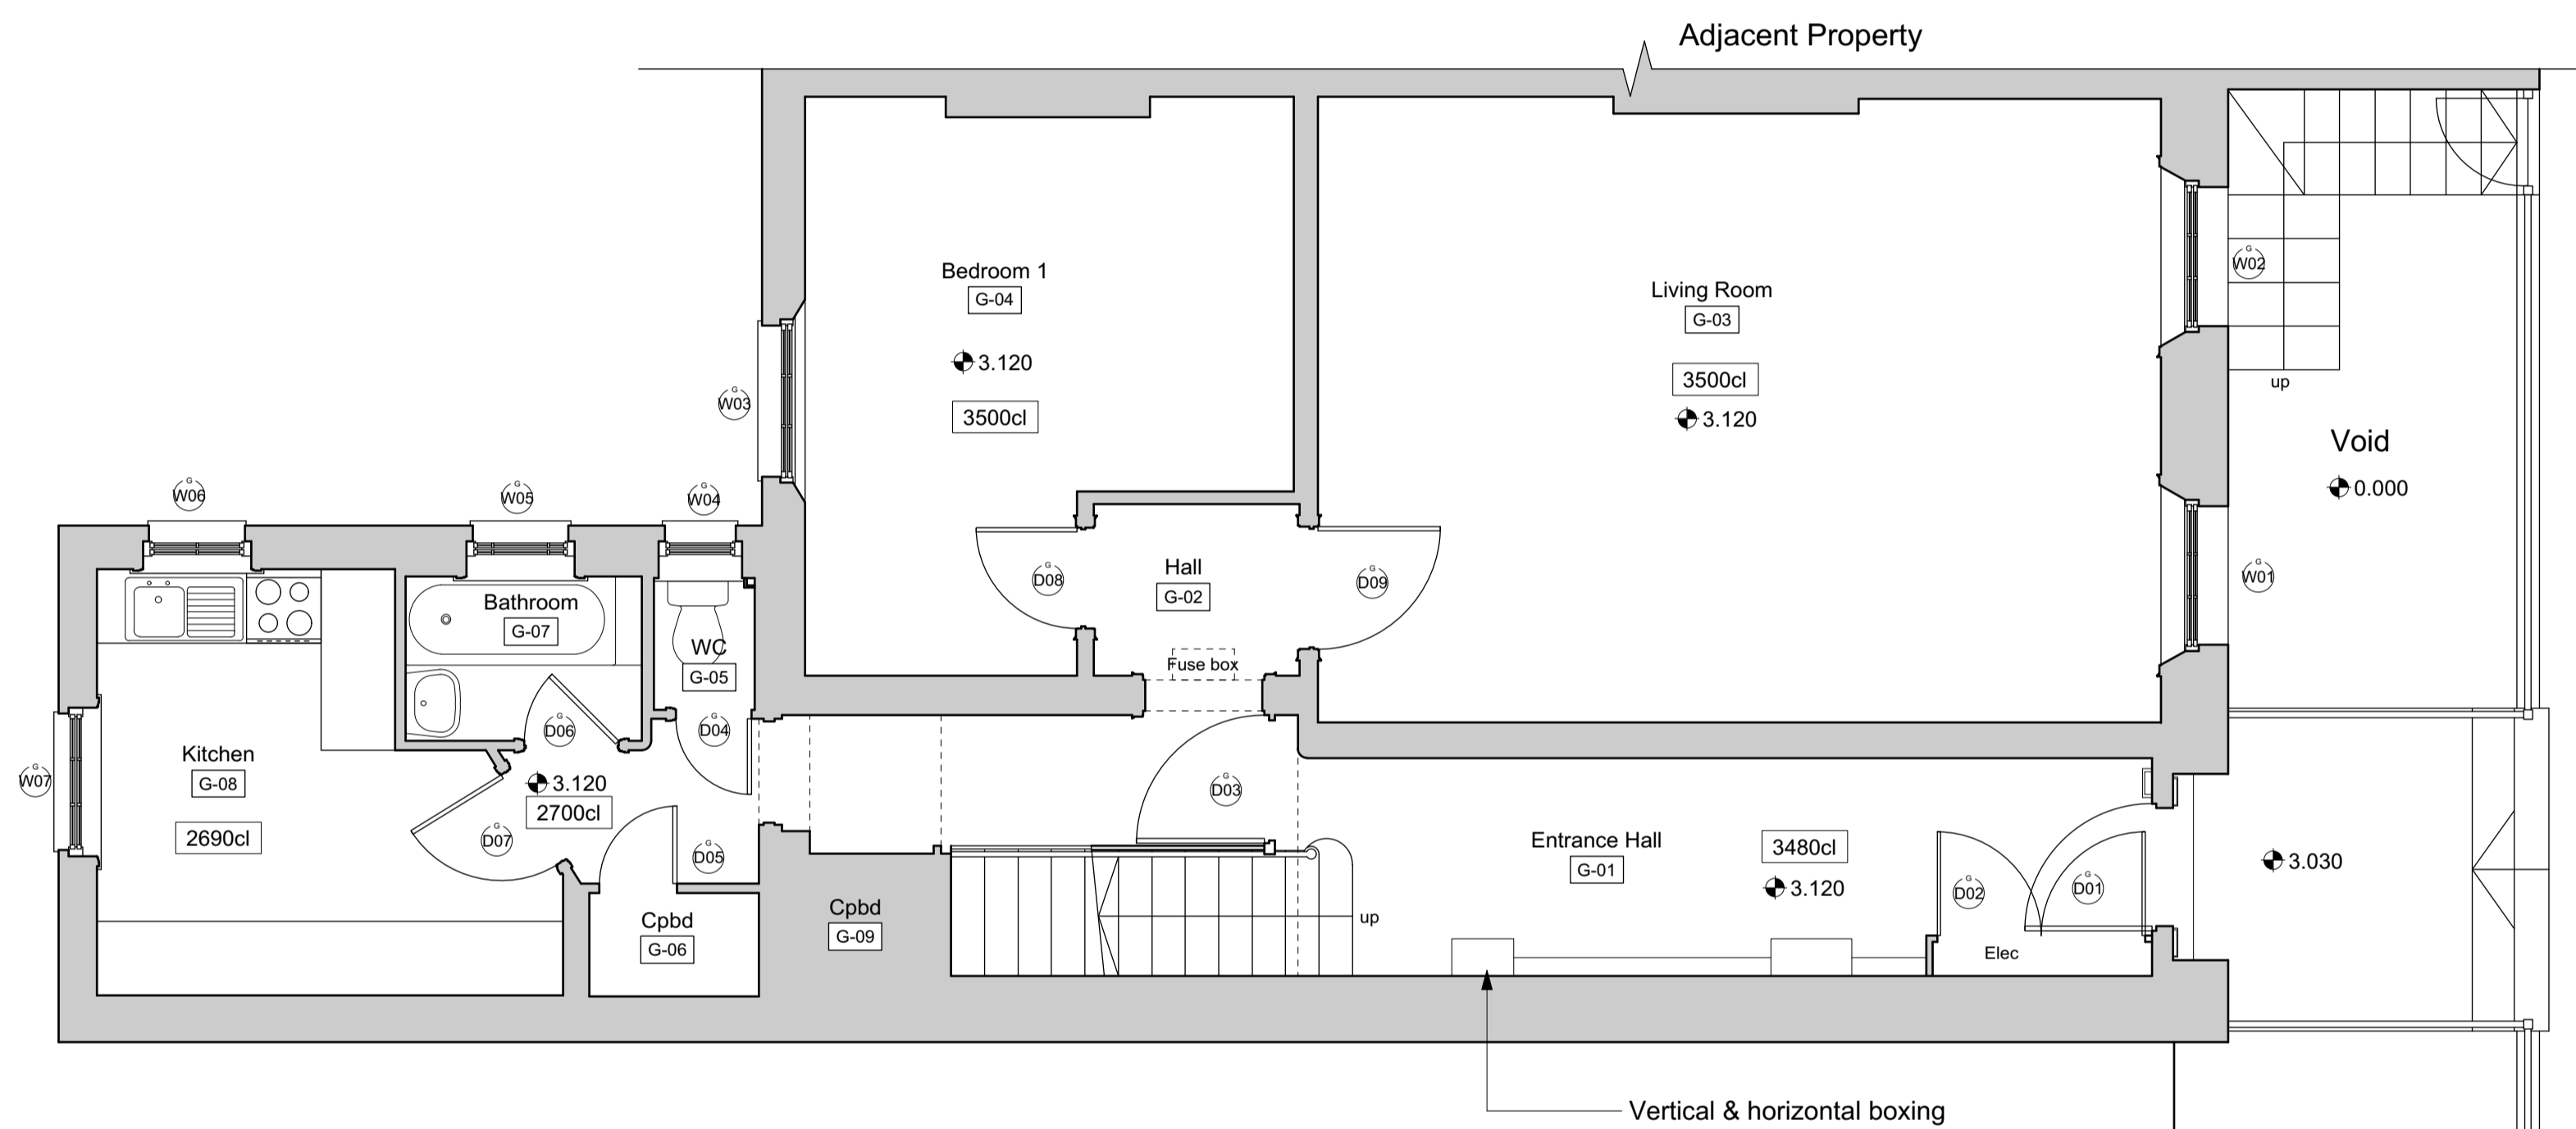 Adjacent Property
Bedroom 1
G-04
3.120
3500cl
Living Room
G-03
3500cl
3.120
G
W02
up
Void
0.000
G
W01
G
W03
G
W06
G
W05
G
W04
Hall
G-02
G
D08
G
D09
Fuse box
Bathroom
G-07
WC
G-05
G
D06
G
D04
Kitchen
G-08
2690cl
G
W07
3.120
2700cl
G
D07
G
D05
G
D03
Cpbd
G-06
Cpbd
G-09
up
Entrance Hall
G-01
3480cl
3.120
G
D02
G
D01
Elec
3.030
Vertical & horizontal boxing